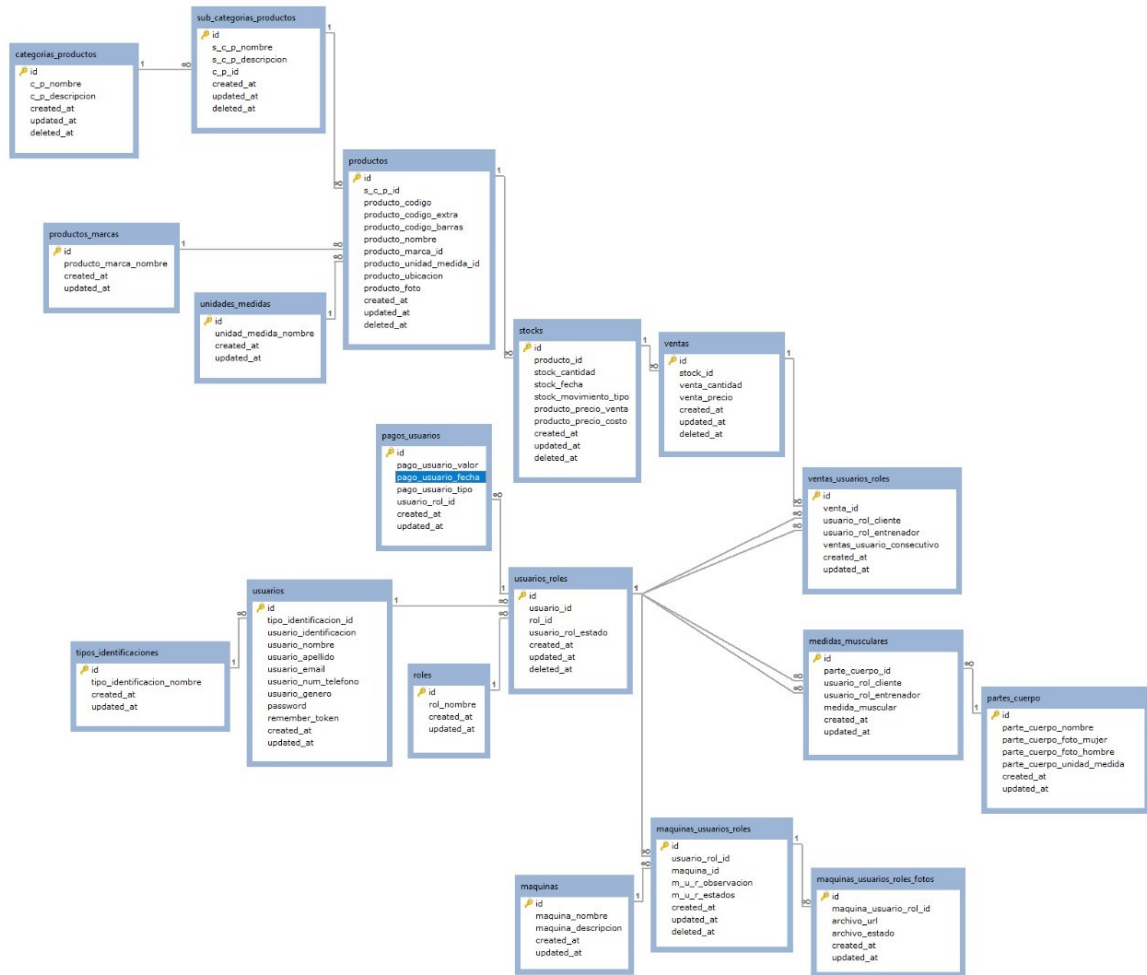 sub_categorias_productos
id
s_c_p_nombre
s_c_p_descripcion
c_p_id
created_at
updated_at
deleted_at
categorias_productos
id
c_p_nombre
c_p_descripcion
created_at
updated_at
deleted_at
productos
id
s_c_p_id
producto_codigo
producto_codigo_extra
producto_codigo_barras
producto_nombre
producto_marca_id
producto_unidad_medida_id
producto_ubicacion
producto_foto
created_at
updated_at
deleted_at
productos_marcas
id
producto_marca_nombre
created_at
updated_at
unidades_medidas
id
unidad_medida_nombre
created_at
updated_at
stocks
id
producto_id
stock_cantidad
stock_fecha
stock_movimiento_tipo
producto_precio_venta
producto_precio_costo
created_at
updated_at
deleted_at
ventas
id
stock_id
venta_cantidad
venta_precio
created_at
updated_at
deleted_at
pagos_usuarios
id
pago_usuario_valor
pago_usuario_fecha
pago_usuario_tipo
usuario_rol_id
created_at
updated_at
ventas_usuarios_roles
id
venta_id
usuario_rol_cliente
usuario_rol_entrenador
ventas_usuario_consecutivo
created_at
updated_at
usuarios
id
tipo_identificacion_id
usuario_identificacion
usuario_nombre
usuario_apellido
usuario_email
usuario_num_telefono
usuario_genero
password
remember_token
created_at
updated_at
usuarios_roles
id
usuario_id
rol_id
usuario_rol_estado
created_at
updated_at
deleted_at
tipos_identificaciones
id
tipo_identificacion_nombre
created_at
updated_at
roles
id
rol_nombre
created_at
updated_at
medidas_musculares
id
parte_cuerpo_id
usuario_rol_cliente
usuario_rol_entrenador
medida_muscular
created_at
updated_at
partes_cuerpo
id
parte_cuerpo_nombre
parte_cuerpo_foto_mujer
parte_cuerpo_foto_hombre
parte_cuerpo_unidad_medida
created_at
updated_at
maquinas_usuarios_roles
id
usuario_rol_id
maquina_id
m_u_r_observacion
m_u_r_estados
created_at
updated_at
deleted_at
maquinas
id
maquina_nombre
maquina_descripcion
created_at
updated_at
maquinas_usuarios_roles_fotos
id
maquina_usuario_rol_id
archivo_url
archivo_estado
created_at
updated_at